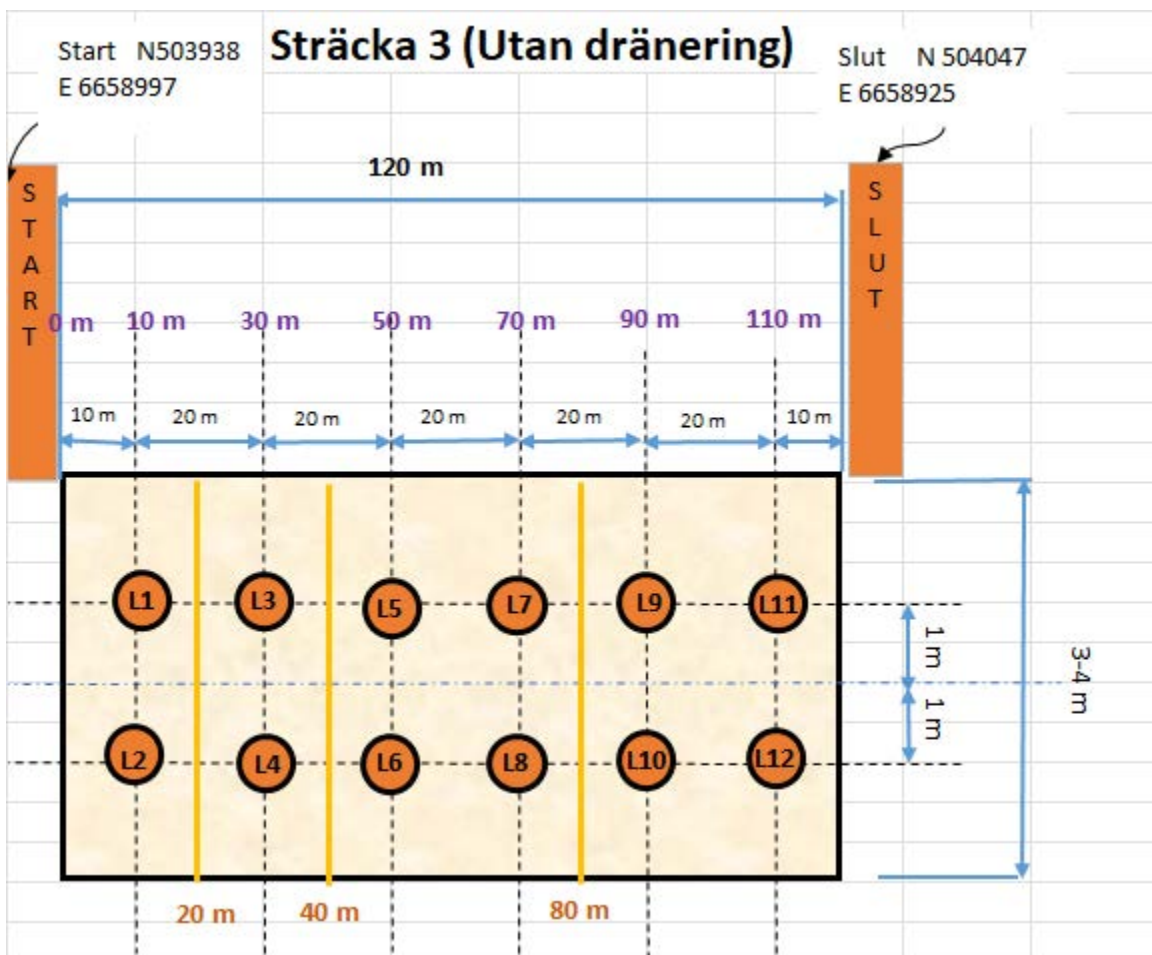 Sträcka 3 (Utan dränering)
Start N503938
E 6658997
Slut N 504047
E 6658925
120 m
START
SLUT
0 m 10 m 30 m 50 m 70 m 90 m 110 m
10 m 20 m 20 m 20 m 20 m 20 m 10 m
L1 L3 L5 L7 L9 L11
1 m
3-4 m
1 m
L2 L4 L6 L8 L10 L12
20 m 40 m 80 m